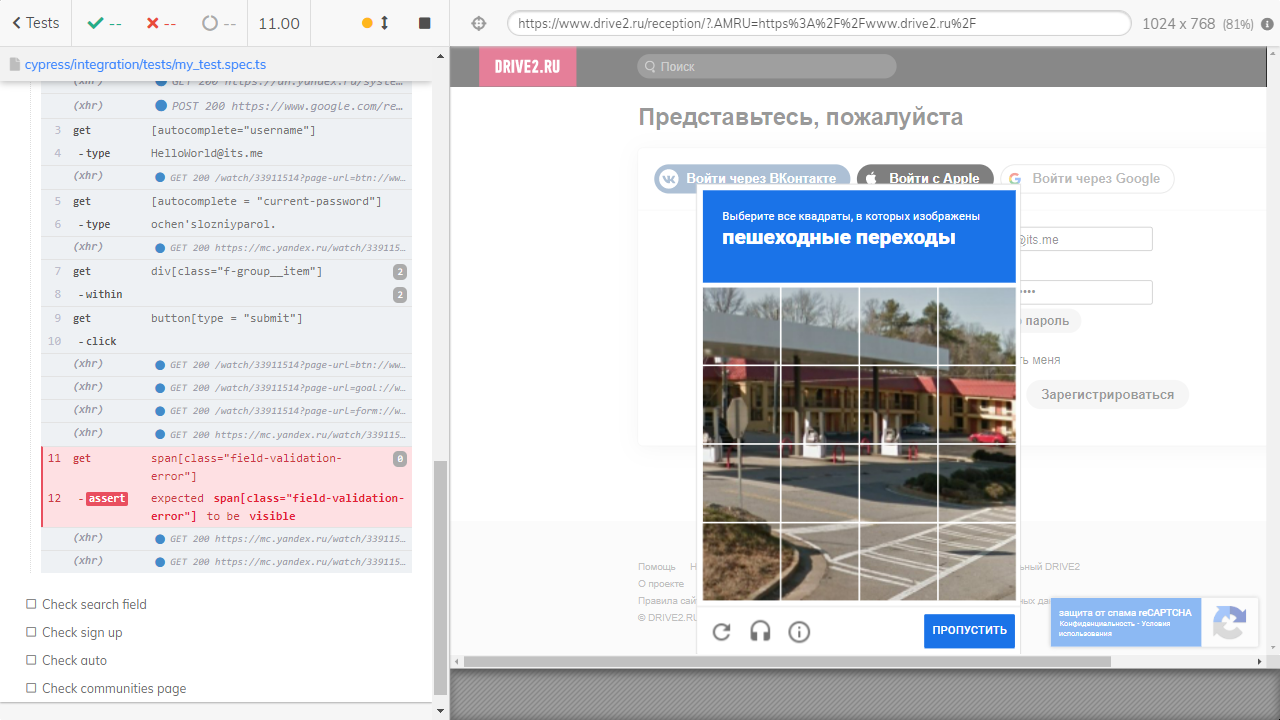 Tests
--
--
--
11.00
https://www.drive2.ru/reception/?.AMRU=https%3A%2F%2Fwww.drive2.ru%2F
1024 x 768 (81%)
cypress/integration/tests/my_test.spec.ts
(xhr) GET 200 https://an.yandex.ru/syste…
(xhr) POST 200 https://www.google.com/re…
3 get [autocomplete="username"]
4 -type HelloWorld@its.me
(xhr) GET 200 /watch/33911514?page-url=btn://ww…
5 get [autocomplete = "current-password"]
6 -type ochen'slozniyparol.
(xhr) GET 200 https://mc.yandex.ru/watch/339115…
7 get div[class="f-group__item"] 2
8 -within 2
9 get button[type = "submit"]
10 -click
(xhr) GET 200 /watch/33911514?page-url=btn://ww…
(xhr) GET 200 /watch/33911514?page-url=goal://w…
(xhr) GET 200 /watch/33911514?page-url=form://w…
(xhr) GET 200 https://mc.yandex.ru/watch/339115…
11 get span[class="field-validation-
error"] 0
12 -assert expected span[class="field-validation-
error"] to be visible
(xhr) GET 200 https://mc.yandex.ru/watch/339115…
(xhr) GET 200 https://mc.yandex.ru/watch/339115…
Check search field
Check sign up
Check auto
Check communities page
DRIVE2.RU
Поиск
Представьтесь, пожалуйста
Войти через ВКонтакте
Войти с Apple
Войти через Google
Выберите все квадраты, в которых изображены
пешеходные переходы
@its.me
пароль
ть меня
Зарегистрироваться
ПРОПУСТИТЬ
Помощь
О проекте
Правила сай
© DRIVE2.RU
ьный DRIVE2
ных да
защита от спама reCAPTCHA
Конфиденциальность - Условия
использования